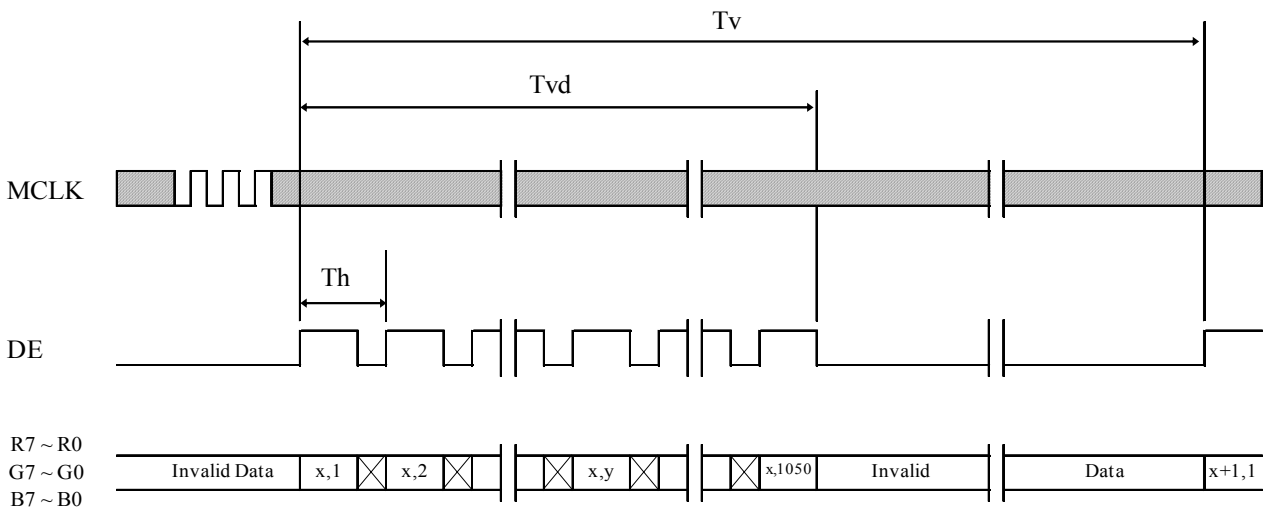 Tv
Tvd
MCLK
Th
DE
R7 ~ R0
G7 ~ G0
B7 ~ B0
Invalid Data
x,1
x,2
x,y
x,1050
Invalid
Data
x+1,1